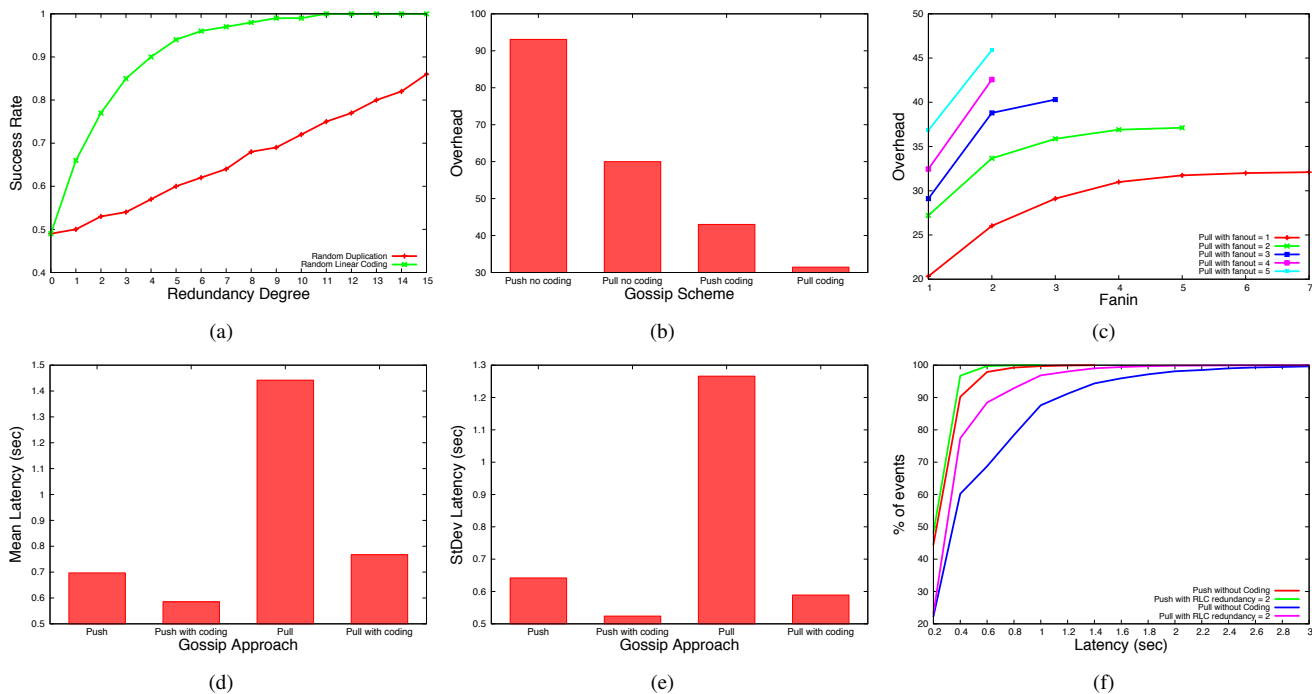 1
0.9
0.8
0.7
0.6
0.5
0.4
Success Rate
0 1 2 3 4 5 6 7 8 9 10 11 12 13 14 15
Redundancy Degree
Random Duplication
Random Linear Coding
(a)
100
90
80
70
60
50
40
30
Overhead
Push no coding Pull no coding Push coding Pull coding
Gossip Scheme
(b)
50
45
40
35
30
25
20
Overhead
1 2 3 4 5 6 7
Fanin
Pull with fanout = 1
Pull with fanout = 2
Pull with fanout = 3
Pull with fanout = 4
Pull with fanout = 5
(c)
1.5
1.4
1.3
1.2
1.1
1
0.9
0.8
0.7
0.6
0.5
Mean Latency (sec)
Push Push with coding Pull Pull with coding
Gossip Approach
(d)
1.3
1.2
1.1
1
0.9
0.8
0.7
0.6
0.5
StDev Latency (sec)
Push Push with coding Pull Pull with coding
Gossip Approach
(e)
100
90
80
70
60
50
40
30
20
% of events
0.2 0.4 0.6 0.8 1 1.2 1.4 1.6 1.8 2 2.2 2.4 2.6 2.8 3
Latency (sec)
Push without Coding
Push with RLC redundancy = 2
Pull without Coding
Pull with RLC redundancy = 2
(f)